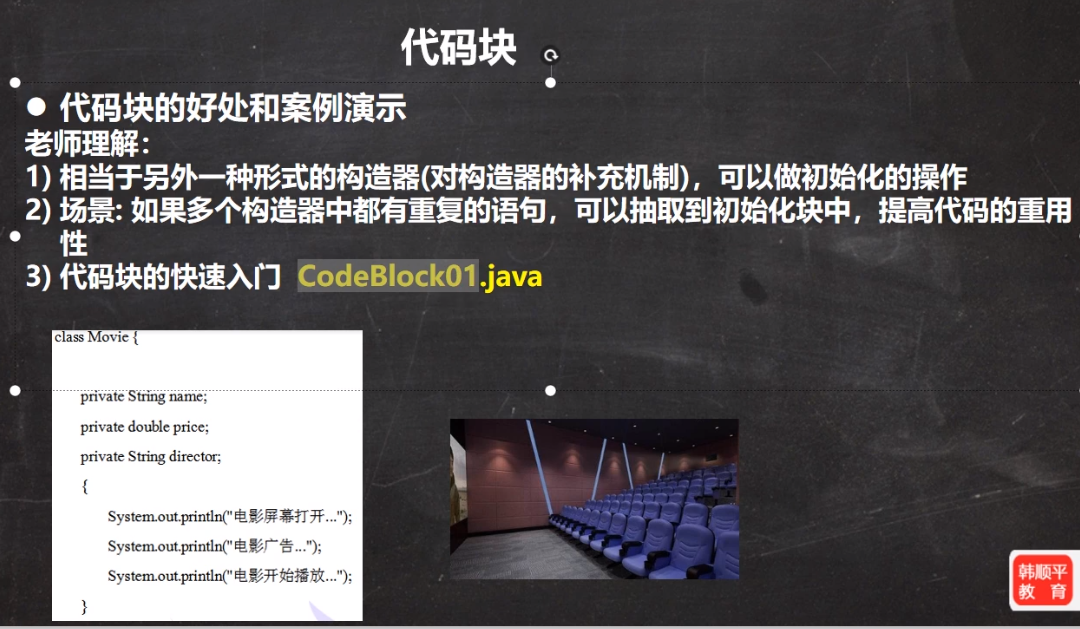 代码块
● 代码块的好处和案例演示
老师理解：
1) 相当于另外一种形式的构造器(对构造器的补充机制)，可以做初始化的操作
2) 场景: 如果多个构造器中都有重复的语句，可以抽取到初始化块中，提高代码的重用
性
3) 代码块的快速入门 CodeBlock01.java
class Movie {
private String name;
private double price;
private String director;
{
System.out.println("电影屏幕打开...");
System.out.println("电影广告...");
System.out.println("电影开始播放...");
}
韩顺平
教 育